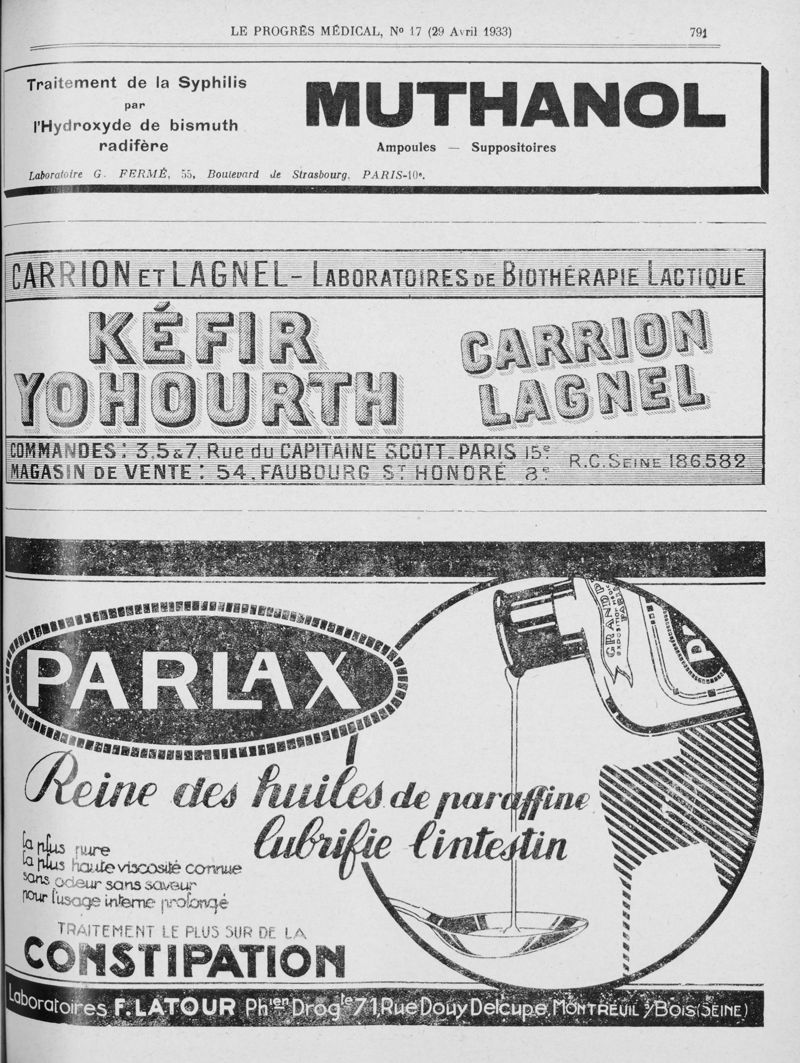 LE PROGRÈS MÉDICAL, Nº 17 (29 Avril 1933)
791
Traitement de la Syphilis
par
l'Hydroxyde de bismuth
radifère
MUTHANOL
Ampoules — Suppositoires
Laboratoire G. FERMÉ, 55, Boulevard de Strasbourg. PARIS-10e.
CARRION ET LAGNEL – LABORATOIRES DE BIOTHÉRAPIE LACTIQUE
KÉFIR
YOHOURTH
CARRION
LAGNEL
COMMANDES: 3,5&7, Rue du CAPITAINE SCOTT_PARIS 15e
MAGASIN DE VENTE: 54, FAUBOURG ST HONORÉ 8e
R.C. SEINE 186.582
GRAND P
EXPOSITION
PARIS
PARLAX
Reine des huiles de paraffine
lubrifie l'intestin
la plus pure
la plus haute viscosité connue
sans odeur sans saveur
pour l'usage interne prolongé
TRAITEMENT LE PLUS SUR DE LA
CONSTIPATION
Laboratoires F. LATOUR Phien Drogte 71, Rue Douy Delcupe, MONTREUIL S/BOIS (SEINE)